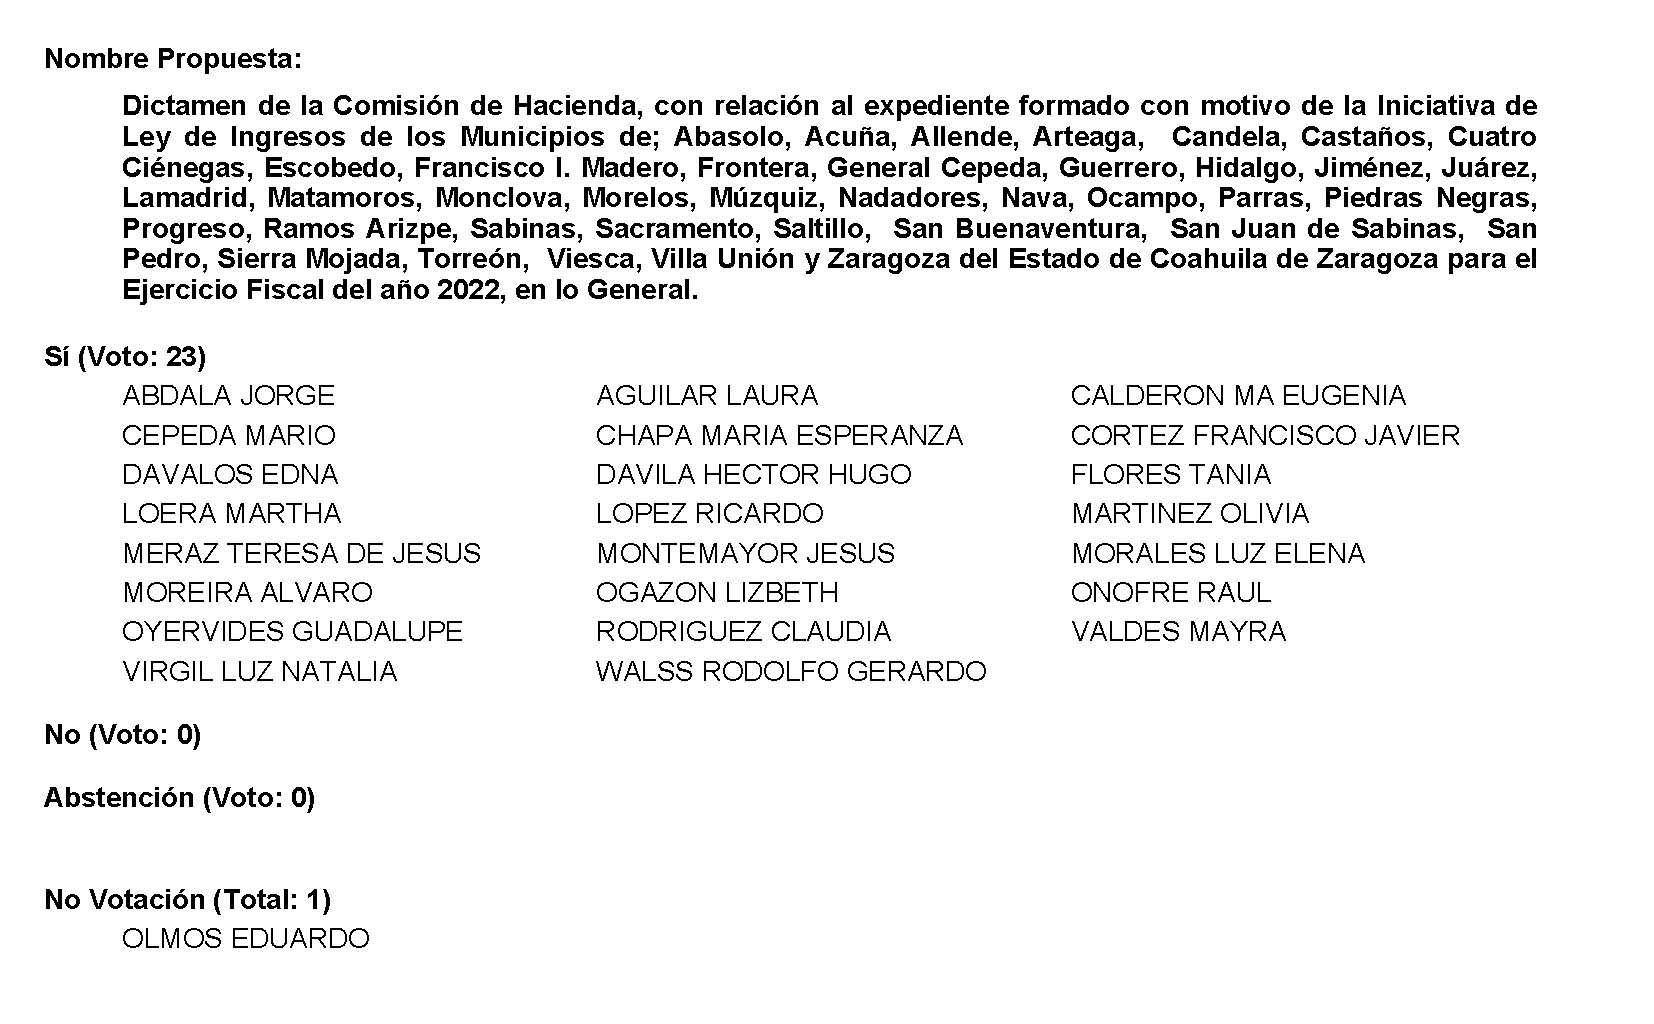 Nombre Propuesta:
Dictamen de la Comisión de Hacienda, con relación al expediente formado con motivo de la Iniciativa de
Ley de Ingresos de los Municipios de; Abasolo, Acuña, Allende, Arteaga,  Candela, Castaños, Cuatro
Ciénegas, Escobedo, Francisco I. Madero, Frontera, General Cepeda, Guerrero, Hidalgo, Jiménez, Juárez,
Lamadrid, Matamoros, Monclova, Morelos, Múzquiz, Nadadores, Nava, Ocampo, Parras, Piedras Negras,
Progreso, Ramos Arizpe, Sabinas, Sacramento, Saltillo,  San Buenaventura,  San Juan de Sabinas,  San
Pedro, Sierra Mojada, Torreón,  Viesca, Villa Unión y Zaragoza del Estado de Coahuila de Zaragoza para el
Ejercicio Fiscal del año 2022, en lo General.
Sí (Voto: 23)
ABDALA JORGE AGUILAR LAURA CALDERON MA EUGENIA
CEPEDA MARIO CHAPA MARIA ESPERANZA CORTEZ FRANCISCO JAVIER
DAVALOS EDNA DAVILA HECTOR HUGO FLORES TANIA
LOERA MARTHA LOPEZ RICARDO MARTINEZ OLIVIA
MERAZ TERESA DE JESUS MONTEMAYOR JESUS MORALES LUZ ELENA
MOREIRA ALVARO OGAZON LIZBETH ONOFRE RAUL
OYERVIDES GUADALUPE RODRIGUEZ CLAUDIA VALDES MAYRA
VIRGIL LUZ NATALIA WALSS RODOLFO GERARDO
No (Voto: 0)
Abstención (Voto: 0)
No Votación (Total: 1)
OLMOS EDUARDO